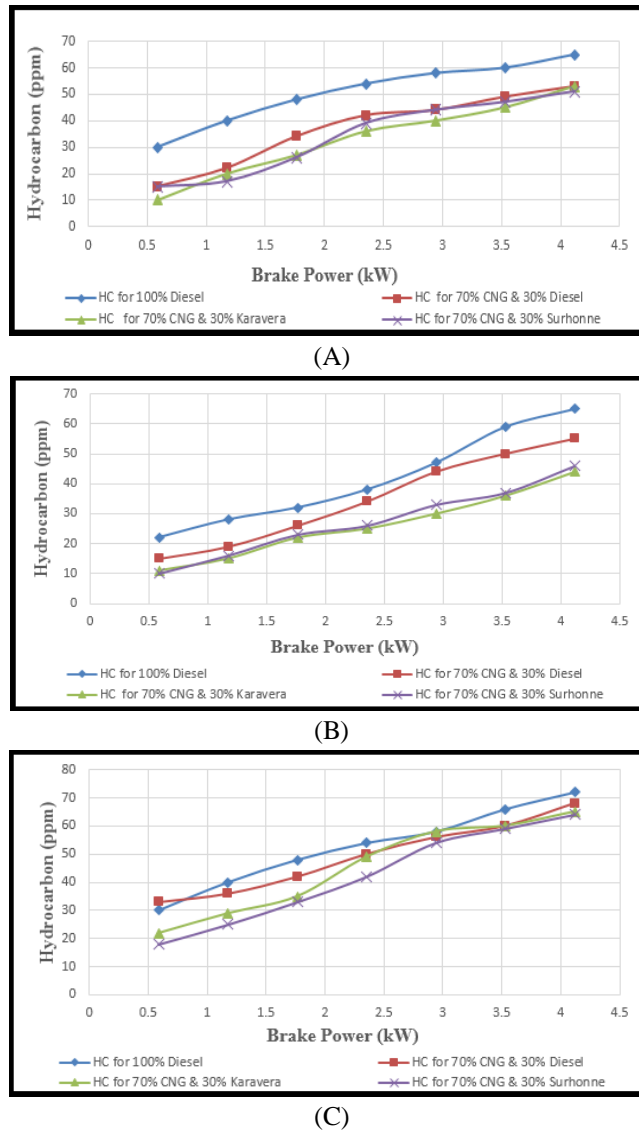 70
60
50
40
30
20
10
0
Hydrocarbon (ppm)
0 0.5 1 1.5 2 2.5 3 3.5 4 4.5
Brake Power (kW)
HC for 100% Diesel HC for 70% CNG & 30% Diesel
HC for 70% CNG & 30% Karavera HC for 70% CNG & 30% Surhonne
(A)
70
60
50
40
30
20
10
0
Hydrocarbon (ppm)
0 0.5 1 1.5 2 2.5 3 3.5 4 4.5
Brake Power (kW)
HC for 100% Diesel HC for 70% CNG & 30% Diesel
HC for 70% CNG & 30% Karavera HC for 70% CNG & 30% Surhonne
(B)
80
70
60
50
40
30
20
10
0
Hydrocarbon (ppm)
0 0.5 1 1.5 2 2.5 3 3.5 4 4.5
Brake Power (kW)
HC for 100% Diesel HC for 70% CNG & 30% Diesel
HC for 70% CNG & 30% Karavera HC for 70% CNG & 30% Surhonne
(C)